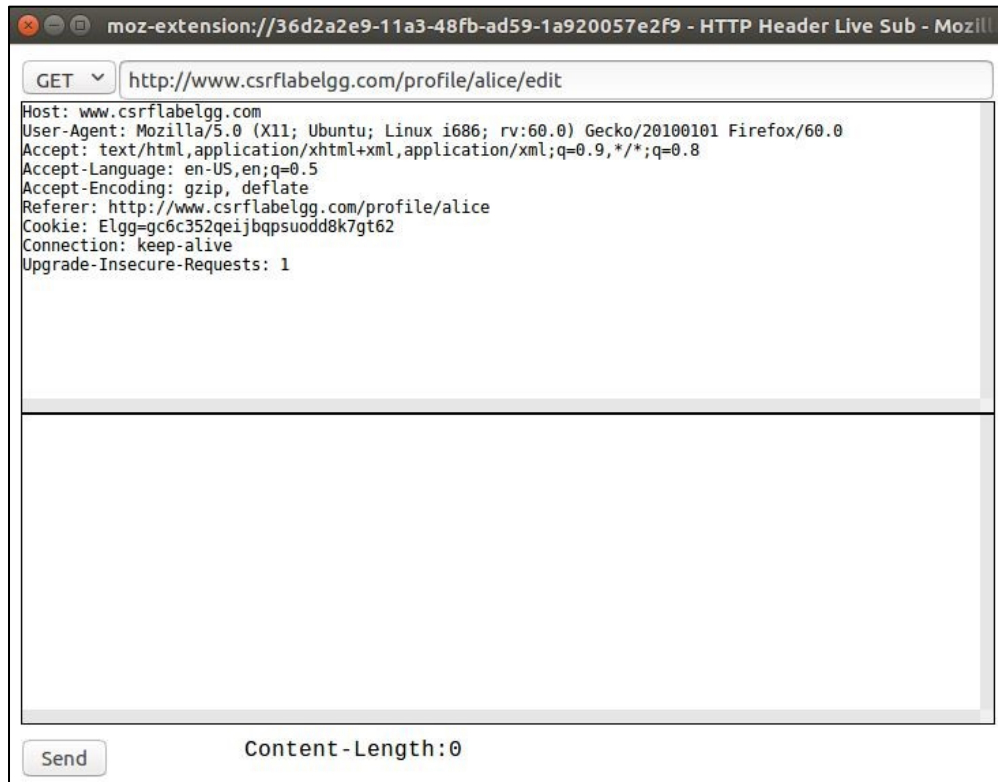 moz-extension://36d2a2e9-11a3-48fb-ad59-1a920057e2f9 - HTTP Header Live Sub - Mozill
GET http://www.csrflabelgg.com/profile/alice/edit
Host: www.csrflabelgg.com
User-Agent: Mozilla/5.0 (X11; Ubuntu; Linux i686; rv:60.0) Gecko/20100101 Firefox/60.0
Accept: text/html,application/xhtml+xml,application/xml;q=0.9,*/*;q=0.8
Accept-Language: en-US,en;q=0.5
Accept-Encoding: gzip, deflate
Referer: http://www.csrflabelgg.com/profile/alice
Cookie: Elgg=gc6c352qeijbqpsuodd8k7gt62
Connection: keep-alive
Upgrade-Insecure-Requests: 1
Send Content-Length:0